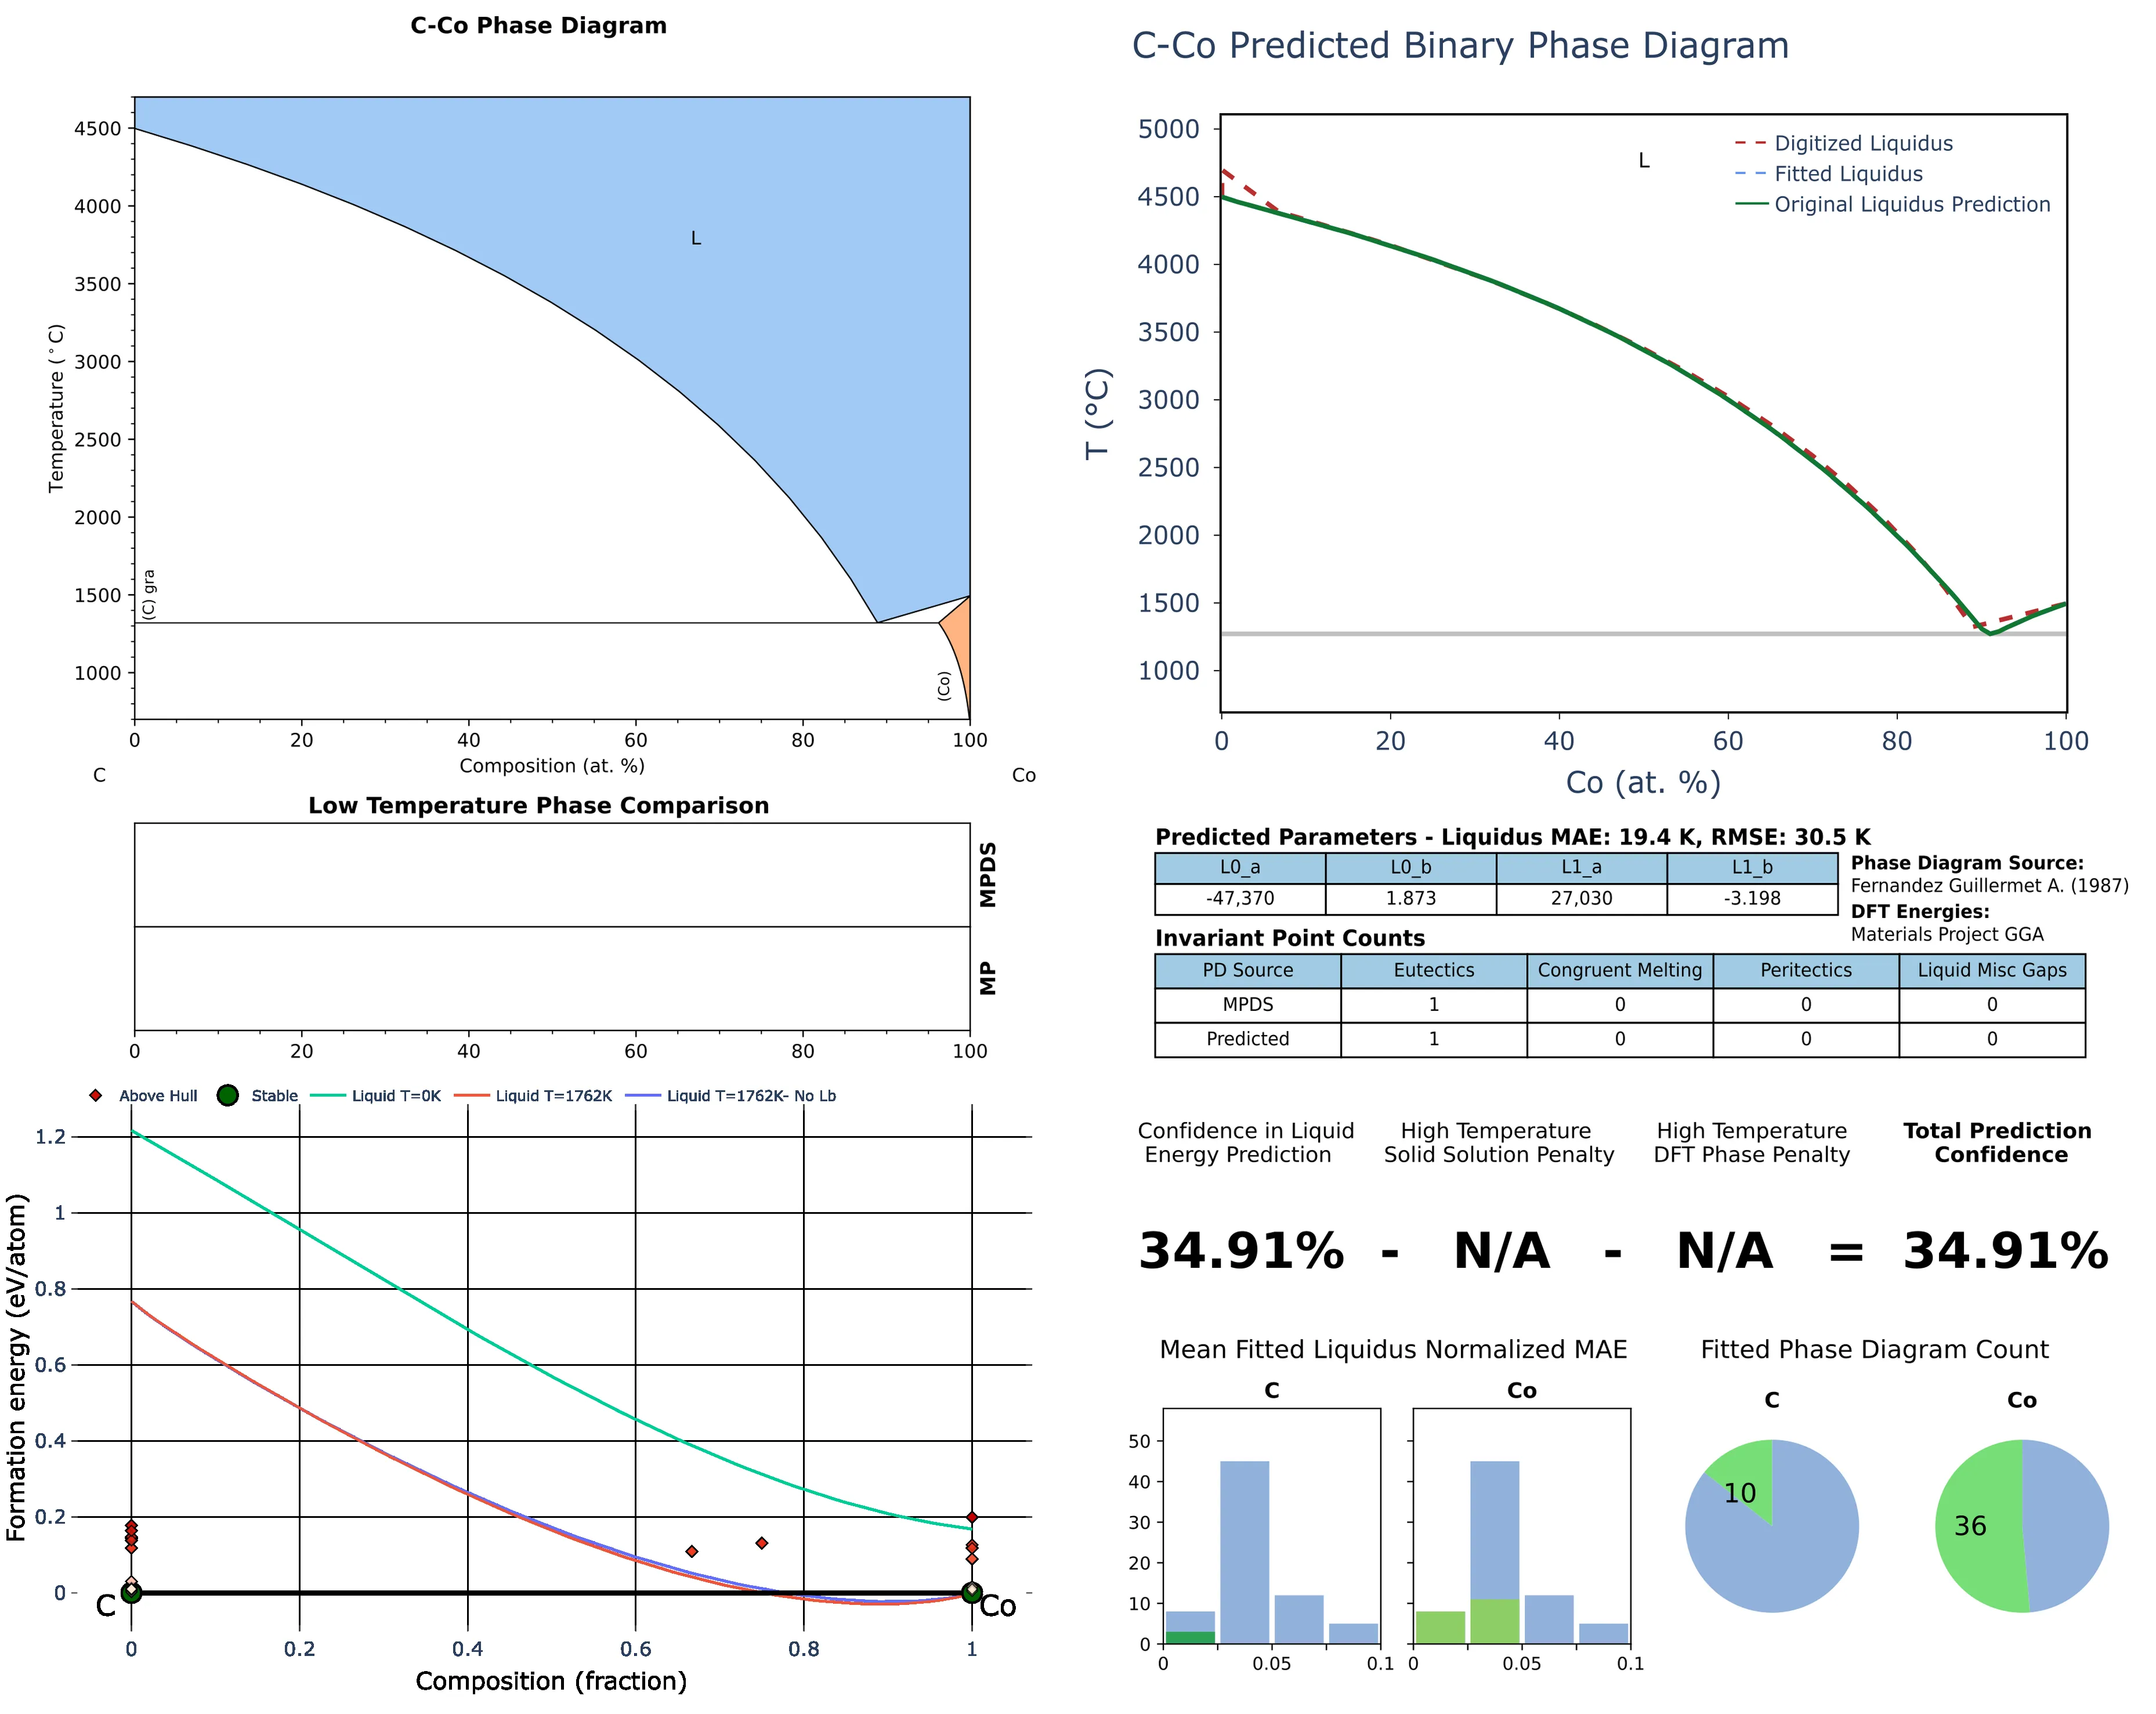 C-Co Phase Diagram
4500
4000
3500
3000
2500
2000
1500
1000
Temperature (°C)
L
(C) gra
(Co)
0 20 40 60 80 100
Composition (at. %)
C Co
C-Co Predicted Binary Phase Diagram
5000
4500
4000
3500
3000
2500
2000
1500
1000
T (°C)
L
Digitized Liquidus
Fitted Liquidus
Original Liquidus Prediction
0 20 40 60 80 100
Co (at. %)
Low Temperature Phase Comparison
MPDS
MP
0 20 40 60 80 100
Predicted Parameters - Liquidus MAE: 19.4 K, RMSE: 30.5 K
L0_a L0_b L1_a L1_b
-47,370 1.873 27,030 -3.198
Phase Diagram Source:
Fernandez Guillermet A. (1987)
DFT Energies:
Materials Project GGA
Invariant Point Counts
PD Source Eutectics Congruent Melting Peritectics Liquid Misc Gaps
MPDS 1 0 0 0
Predicted 1 0 0 0
Above Hull Stable Liquid T=0K Liquid T=1762K Liquid T=1762K- No Lb
1.2
1
0.8
0.6
0.4
0.2
0
Formation energy (eV/atom)
C Co
0 0.2 0.4 0.6 0.8 1
Composition (fraction)
Confidence in Liquid
Energy Prediction
High Temperature
Solid Solution Penalty
High Temperature
DFT Phase Penalty
Total Prediction
Confidence
34.91% - N/A - N/A = 34.91%
Mean Fitted Liquidus Normalized MAE
C Co
50
40
30
20
10
0
0 0.05 0.1 0 0.05 0.1
Fitted Phase Diagram Count
C Co
10 36